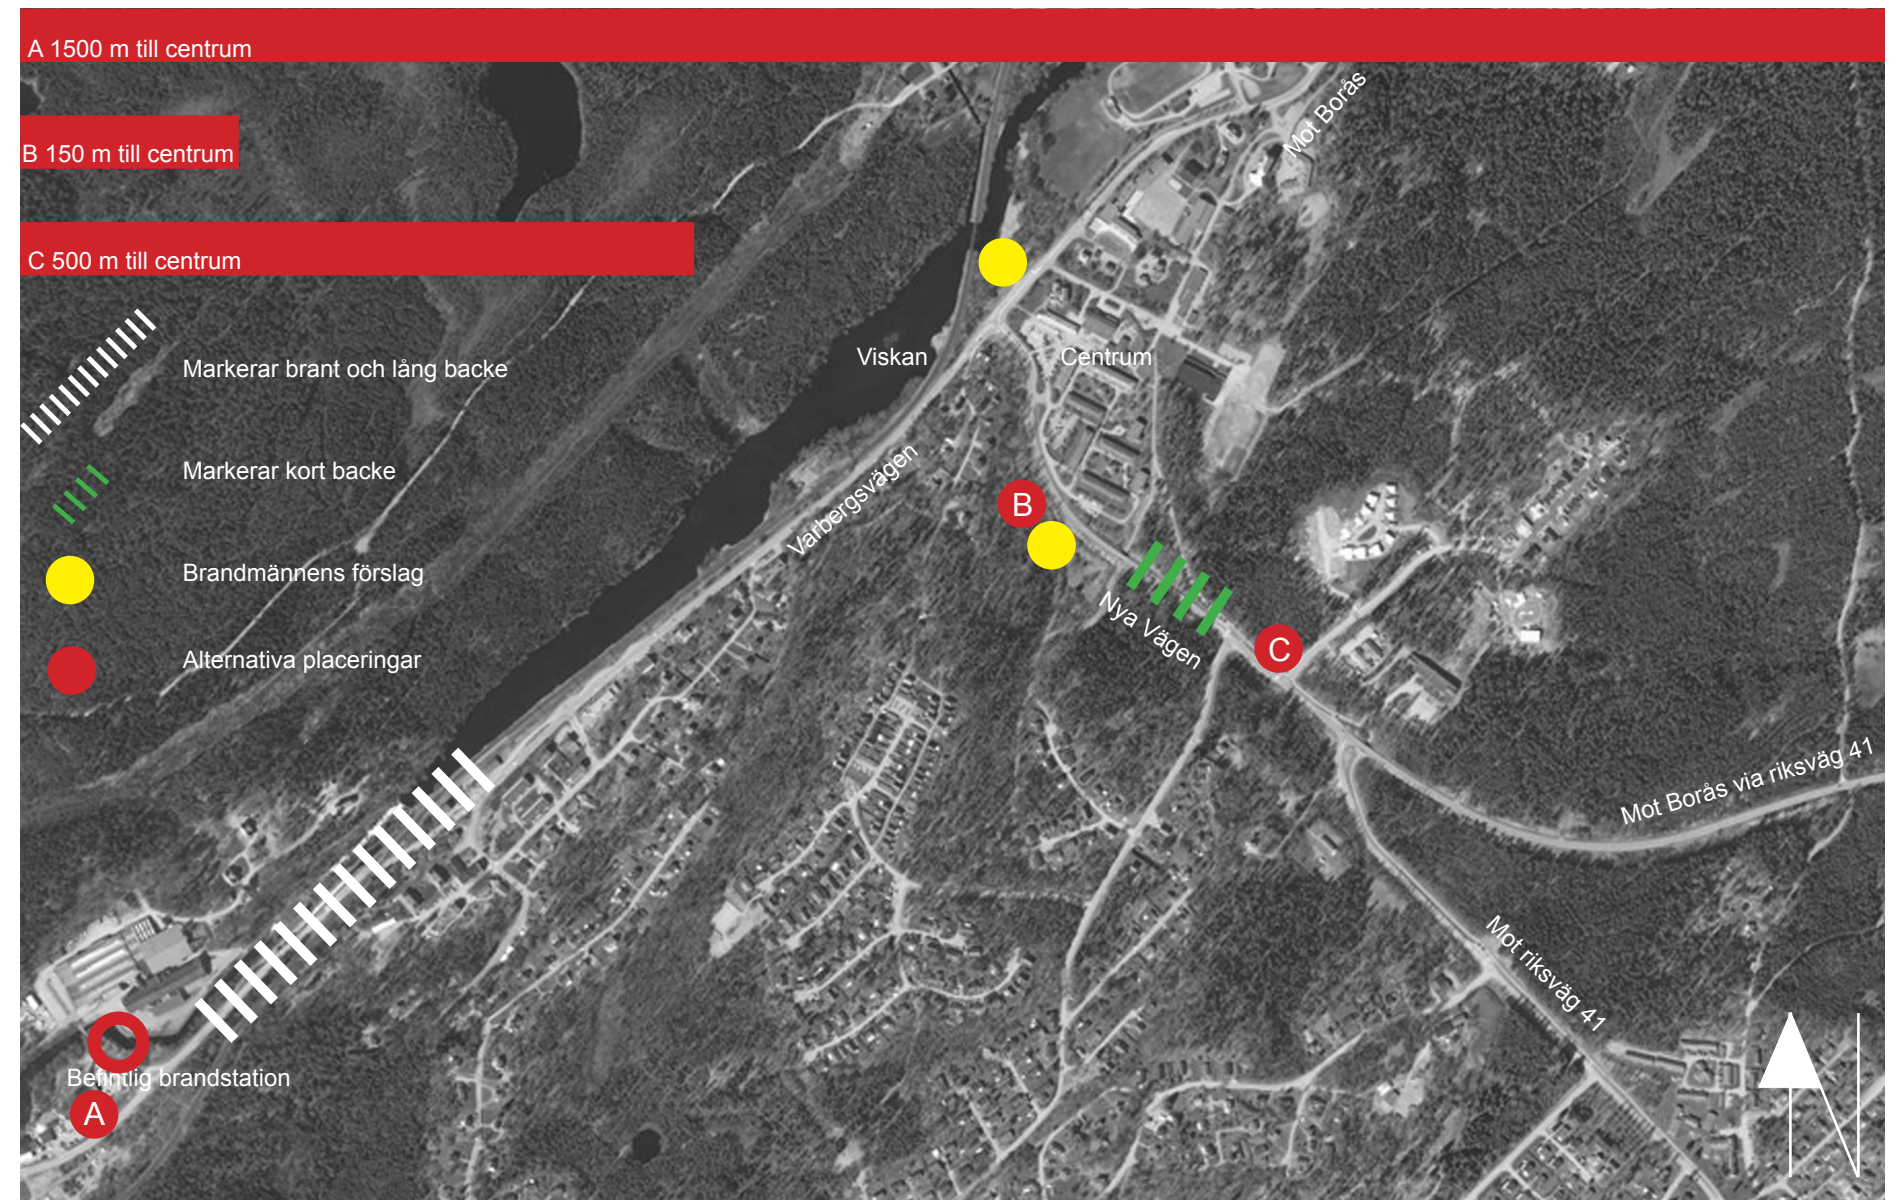 A 1500 m till centrum
Mot Borås
B 150 m till centrum
C 500 m till centrum
Viskan
Centrum
Markerar brant och lång backe
Markerar kort backe
Varbergsvägen
B
Brandmännens förslag
Nya Vägen
C
Alternativa placeringar
Mot Borås via riksväg 41
Mot riksväg 41
Befintlig brandstation
A